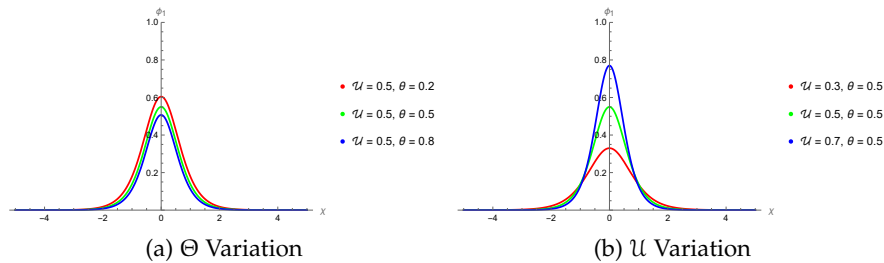 ϕ₁
1.0
0.8
0.6
0.4
0.2
−4
−2
0
2
4
χ
𝒰 = 0.5, θ = 0.2
𝒰 = 0.5, θ = 0.5
𝒰 = 0.5, θ = 0.8
(a) Θ Variation
ϕ₁
1.0
0.8
0.6
0.4
0.2
−4
−2
0
2
4
χ
𝒰 = 0.3, θ = 0.5
𝒰 = 0.5, θ = 0.5
𝒰 = 0.7, θ = 0.5
(b) 𝒰 Variation